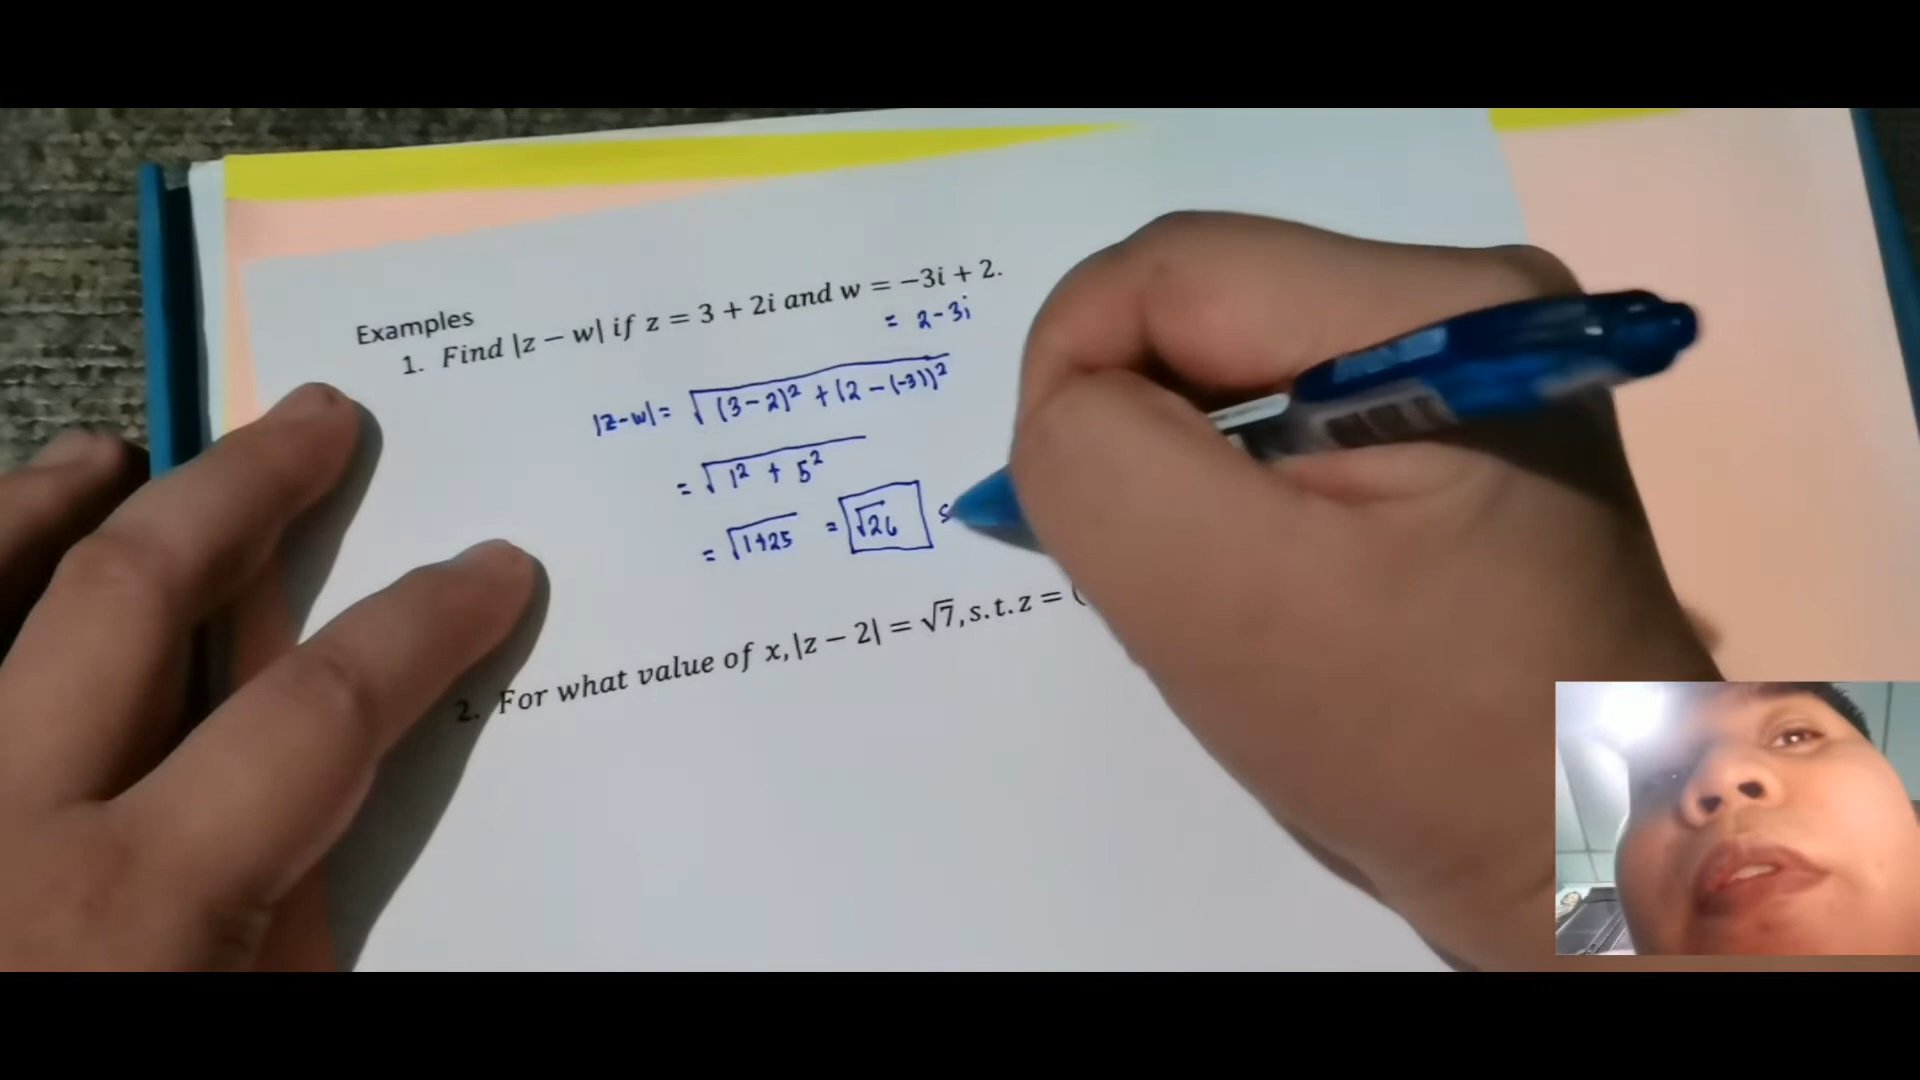 Examples
1. Find |z − w| if z = 3 + 2i and w = −3i + 2.
= 2-3i
|z-w| = √(3-2)² + (2-(-3))²
= √1² + 5²
= √1+25 = √26 s
2. For what value of x, |z − 2| = √7, s.t. z = (